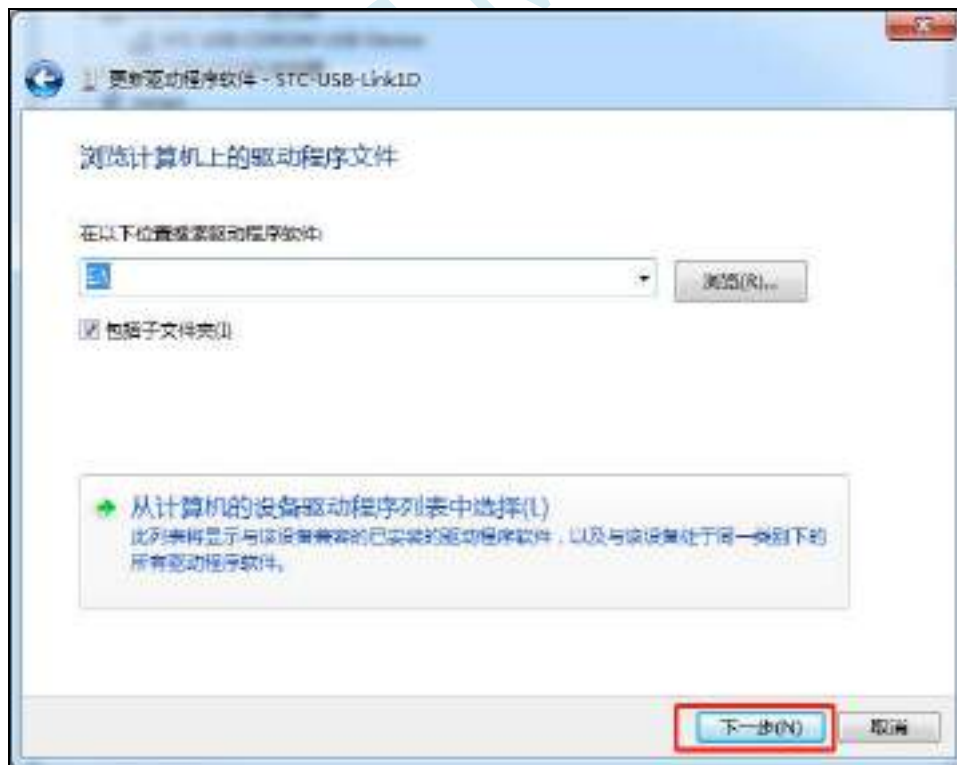 更新驱动程序软件 - STC-USB-Link1D
浏览计算机上的驱动程序文件
在以下位置搜索驱动程序软件:
E:\
浏览(R)...
包括子文件夹(I)
从计算机的设备驱动程序列表中选择(L)
此列表将显示与该设备兼容的已安装的驱动程序软件，以及与该设备处于同一类别下的
所有驱动程序软件。
下一步(N)
取消